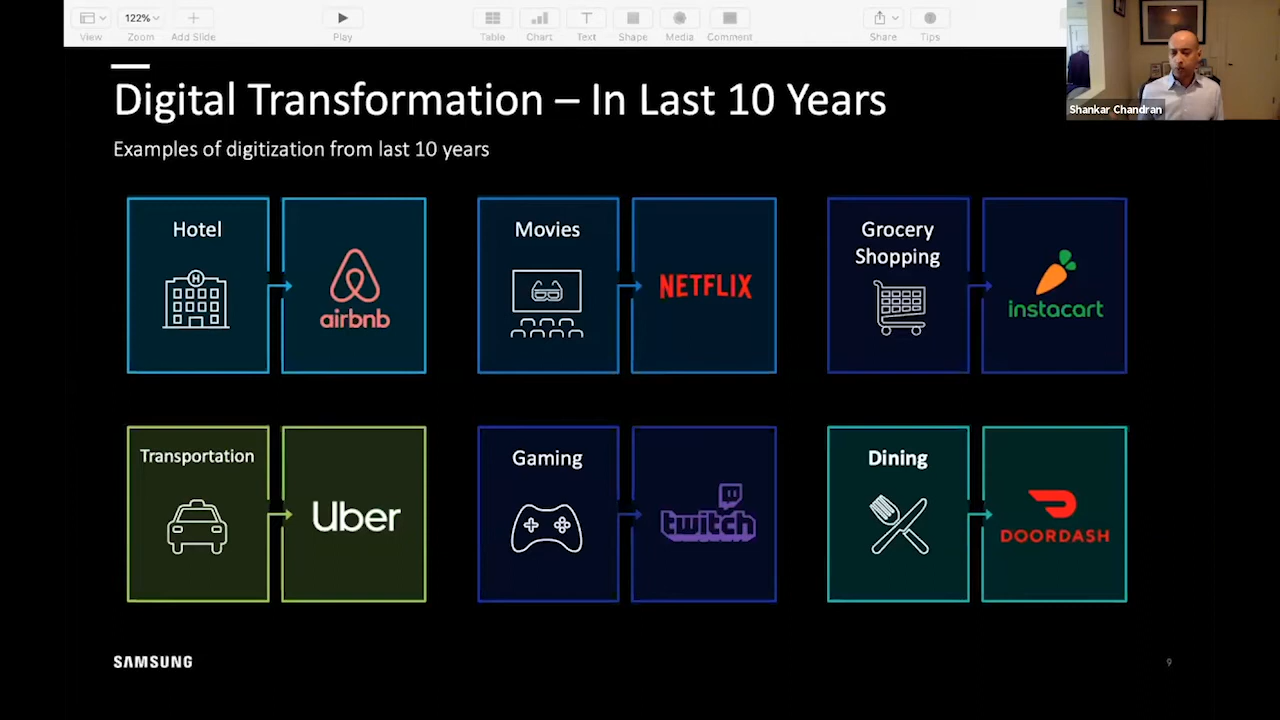 122%
View
Zoom
Add Slide
Play
Table
Chart
Text
Shape
Media
Comment
Share
Tips
Shankar Chandran
Digital Transformation – In Last 10 Years
Examples of digitization from last 10 years
Hotel
H
airbnb
Movies
NETFLIX
Grocery
Shopping
instacart
Transportation
Uber
Gaming
twitch
Dining
DOORDASH
SAMSUNG
9